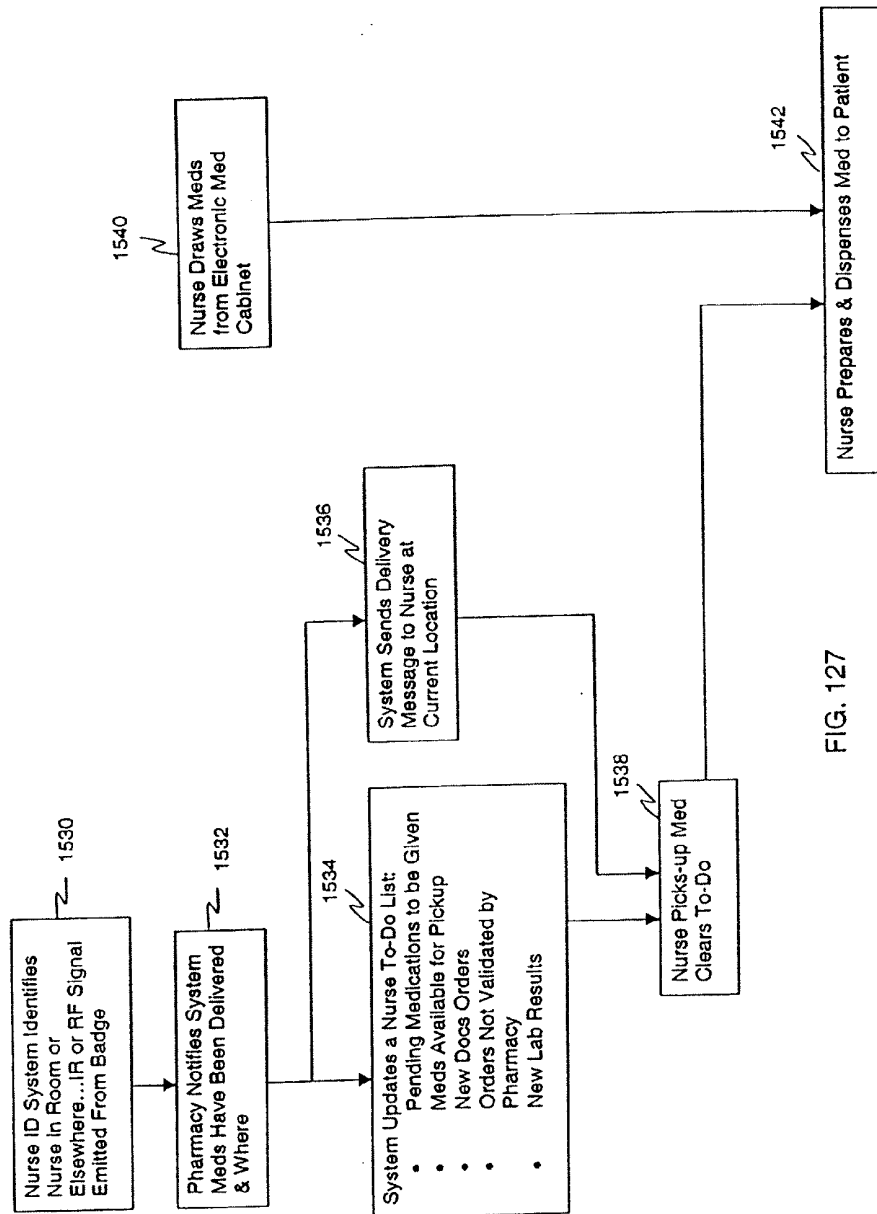 1530
Nurse ID System Identifies
Nurse in Room or
Elsewhere...IR or RF Signal
Emitted From Badge
1532
Pharmacy Notifies System
Meds Have Been Delivered
& Where
1534
System Updates a Nurse To-Do List:
• Pending Medications to be Given
• Meds Available for Pickup
• New Docs Orders
• Orders Not Validated by
Pharmacy
• New Lab Results
1536
System Sends Delivery
Message to Nurse at
Current Location
1538
Nurse Picks-up Med
Clears To-Do
1540
Nurse Draws Meds
from Electronic Med
Cabinet
1542
Nurse Prepares & Dispenses Med to Patient
FIG. 127